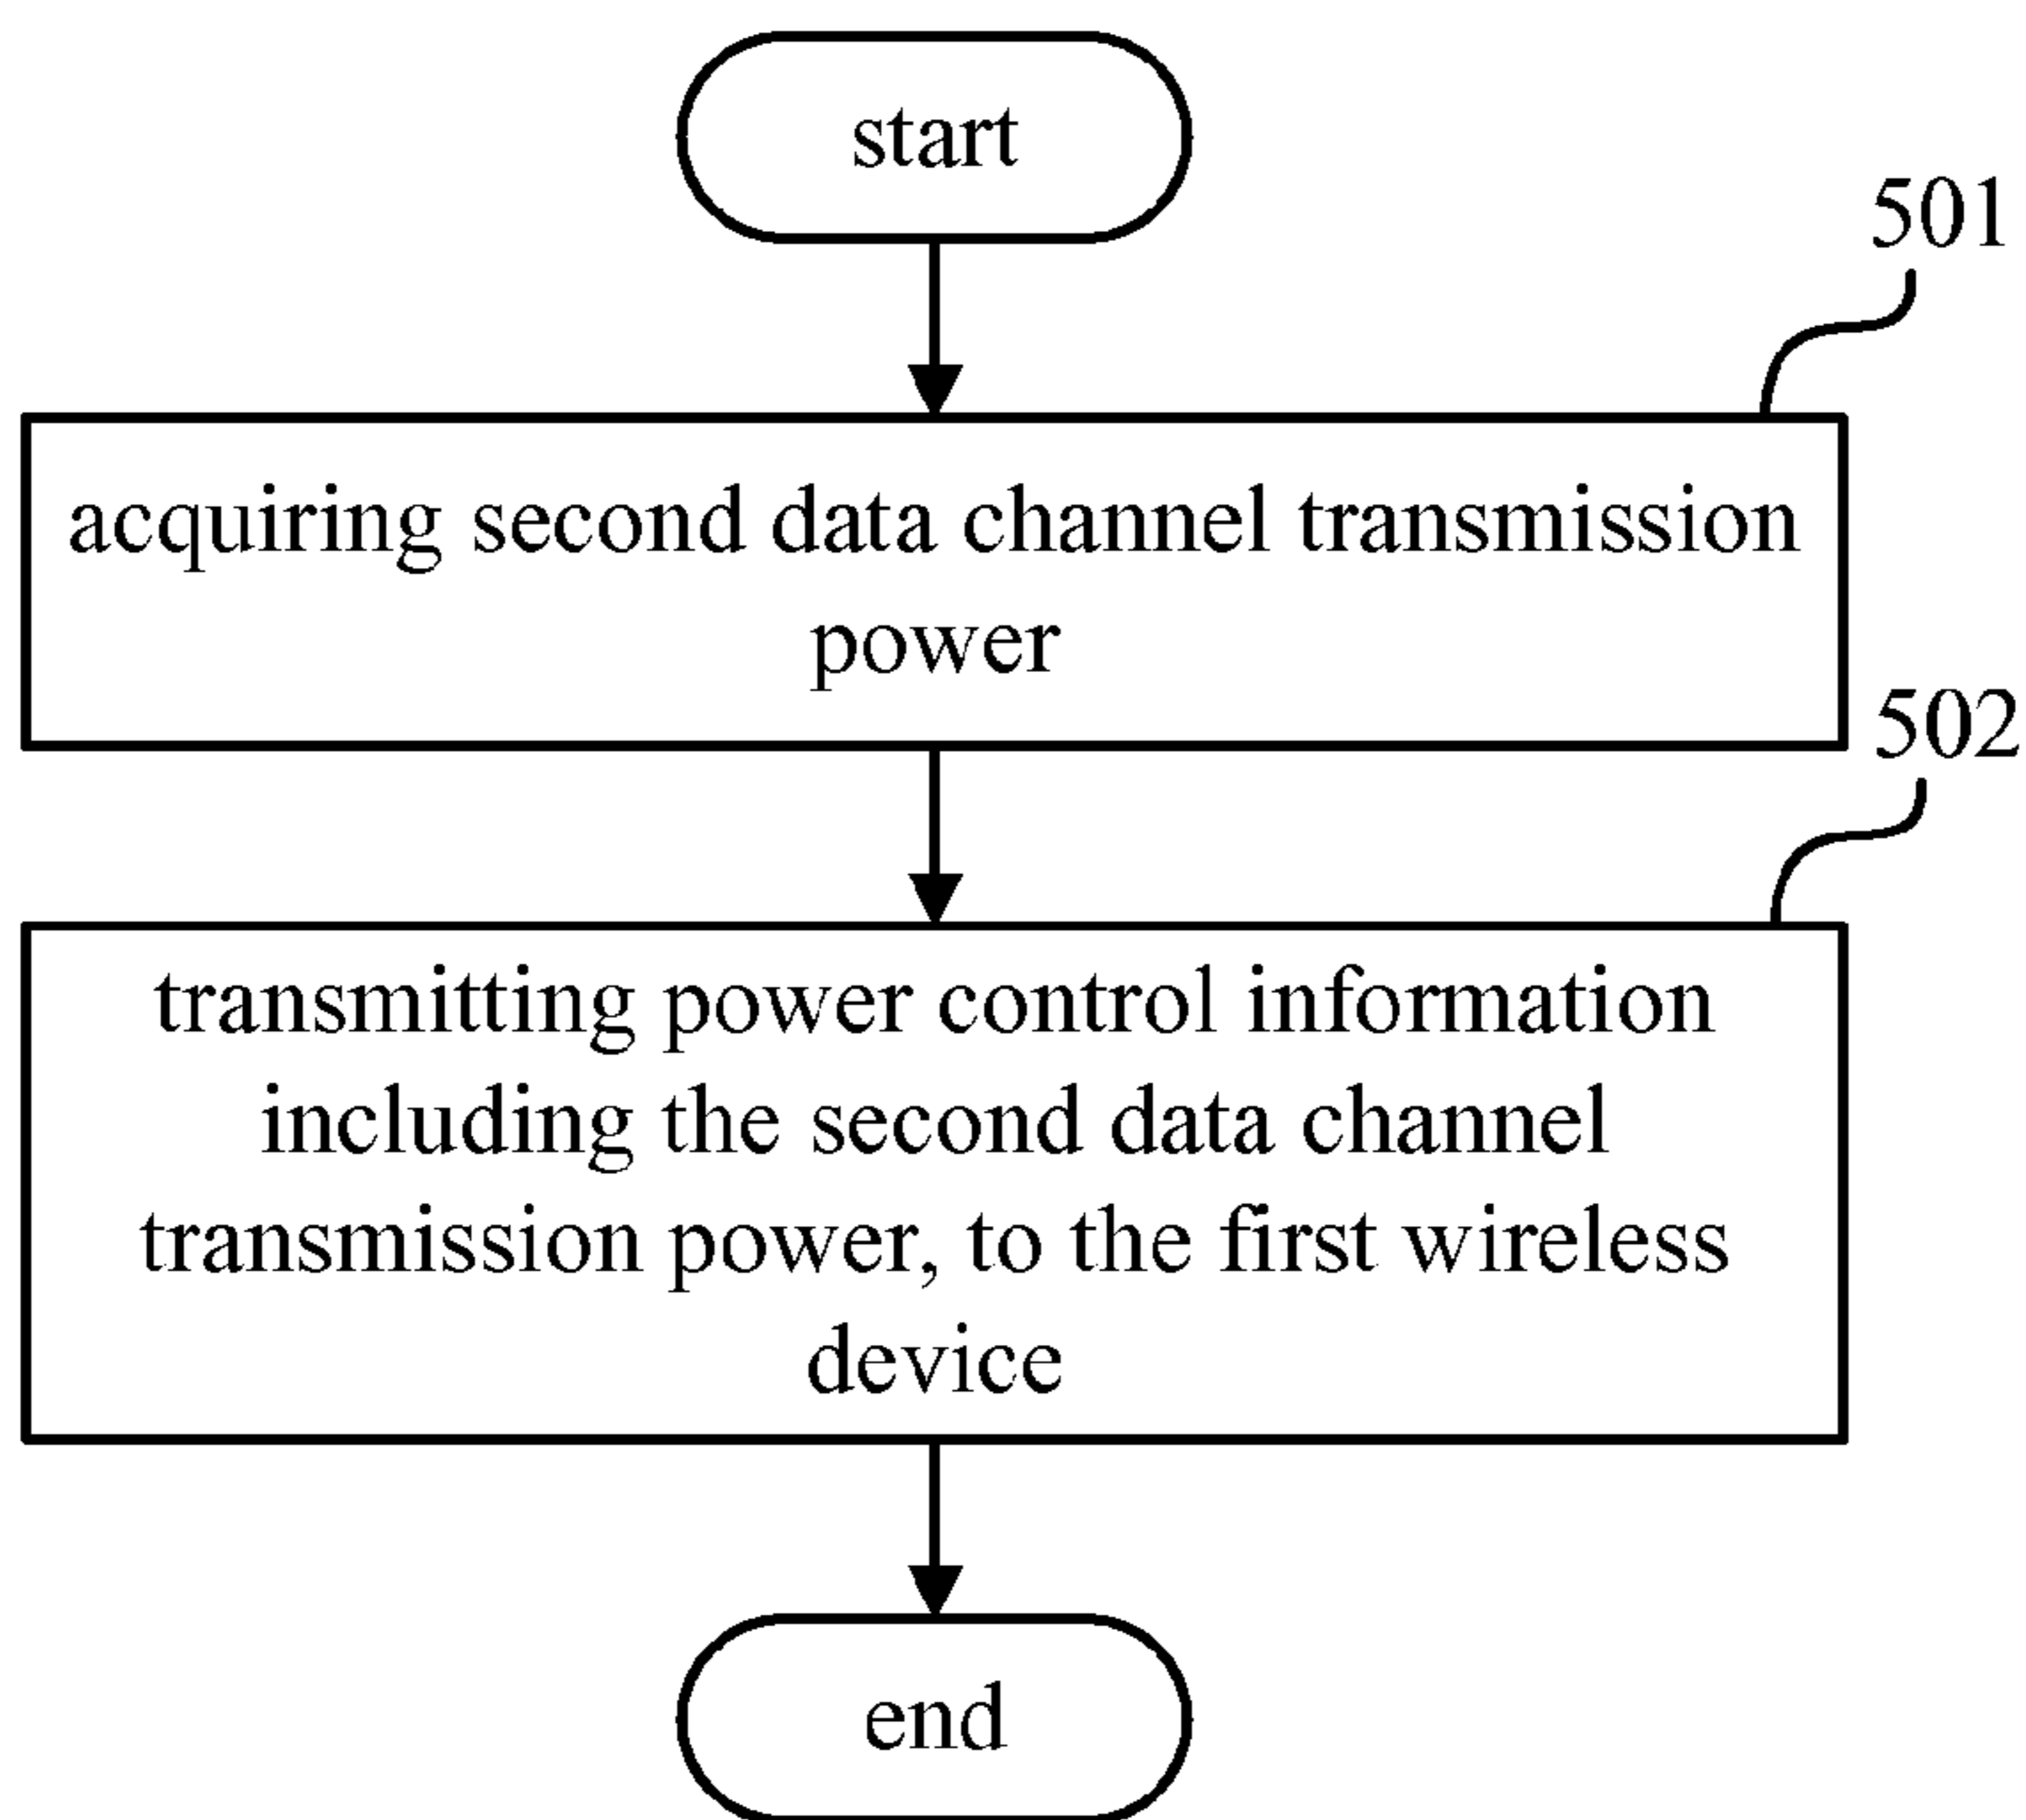 start
501
acquiring second data channel transmission
power
502
transmitting power control information
including the second data channel
transmission power, to the first wireless
device
end